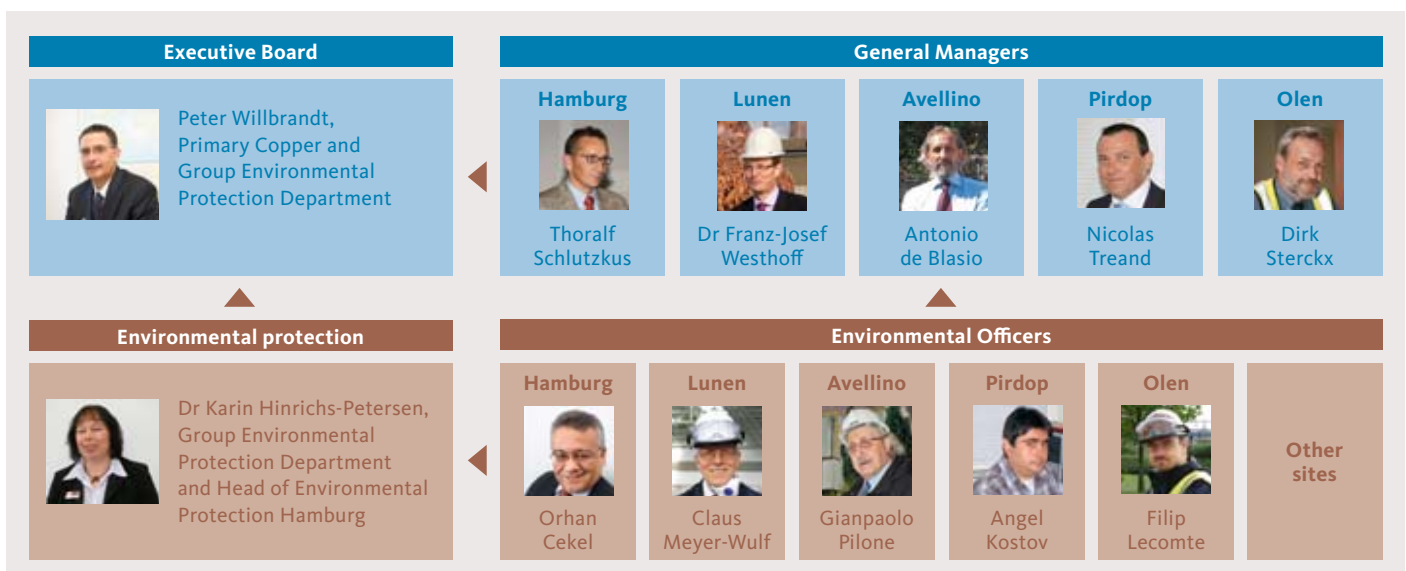 Executive Board
Peter Willbrandt,
Primary Copper and
Group Environmental
Protection Department
General Managers
Hamburg
Thoralf
Schlutzkus
Lunen
Dr Franz-Josef
Westhoff
Avellino
Antonio
de Blasio
Pirdop
Nicolas
Treand
Olen
Dirk
Sterckx
Environmental protection
Dr Karin Hinrichs-Petersen,
Group Environmental
Protection Department
and Head of Environmental
Protection Hamburg
Environmental Officers
Hamburg
Orhan
Cekel
Lunen
Claus
Meyer-Wulf
Avellino
Gianpaolo
Pilone
Pirdop
Angel
Kostov
Olen
Filip
Lecomte
Other
sites